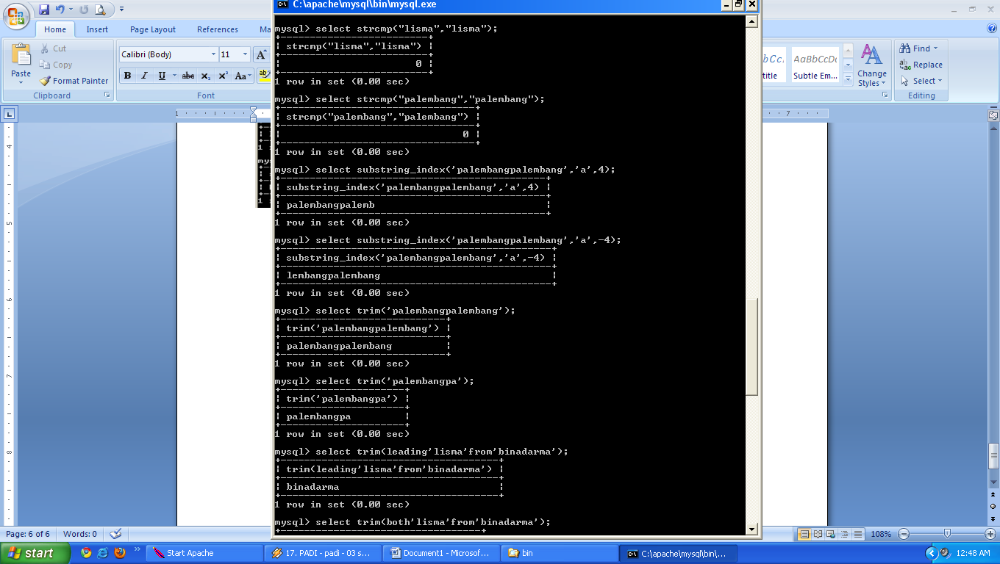 C:\apache\mysql\bin\mysql.exe
Home Insert Page Layout References
Cut
Copy
Format Painter
Paste
Clipboard
Calibri (Body) 11
B I U abc x₂ x² Aa
Font
AaBbCcDc
Subtle Em...
Change
Styles
Find
Replace
Select
Editing
mysql> select strcmp("lisma","lisma");
+-------------------------+
| strcmp("lisma","lisma") |
+-------------------------+
|                       0 |
+-------------------------+
1 row in set (0.00 sec)
mysql> select strcmp("palembang","palembang");
+---------------------------------+
| strcmp("palembang","palembang") |
+---------------------------------+
|                               0 |
+---------------------------------+
1 row in set (0.00 sec)
mysql> select substring_index('palembangpalembang','a',4);
+---------------------------------------------+
| substring_index('palembangpalembang','a',4) |
+---------------------------------------------+
| palembangpalemb                             |
+---------------------------------------------+
1 row in set (0.00 sec)
mysql> select substring_index('palembangpalembang','a',-4);
+----------------------------------------------+
| substring_index('palembangpalembang','a',-4) |
+----------------------------------------------+
| lembangpalembang                             |
+----------------------------------------------+
1 row in set (0.00 sec)
mysql> select trim('palembangpalembang');
+----------------------------+
| trim('palembangpalembang') |
+----------------------------+
| palembangpalembang         |
+----------------------------+
1 row in set (0.00 sec)
mysql> select trim('palembangpa');
+---------------------+
| trim('palembangpa') |
+---------------------+
| palembangpa         |
+---------------------+
1 row in set (0.00 sec)
mysql> select trim(leading'lisma'from'binadarma');
+-------------------------------------+
| trim(leading'lisma'from'binadarma') |
+-------------------------------------+
| binadarma                           |
+-------------------------------------+
1 row in set (0.00 sec)
mysql> select trim(both'lisma'from'binadarma');
+----------------------------------+
Page: 6 of 6 Words: 0 108%
start Start Apache 17. PADI - padi - 03 s... Document1 - Microsof... bin C:\apache\mysql\bin\... 12:48 AM